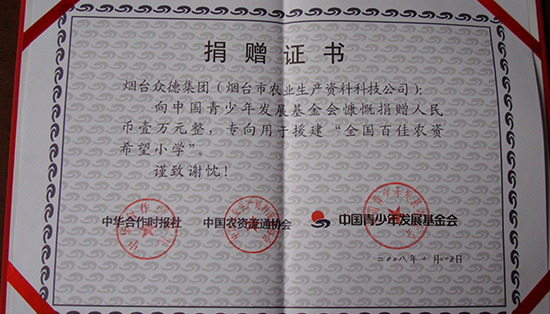 捐赠证书
烟台众德集团（烟台市农业生产资料科技公司）：
向中国青少年发展基金会慷慨捐赠人民
币壹万元整，专向用于援建“全国百佳农资
希望小学”。
谨致谢忱！
中华合作时报社 中国农资流通协会 中国青少年发展基金会
二〇〇八年 月 日